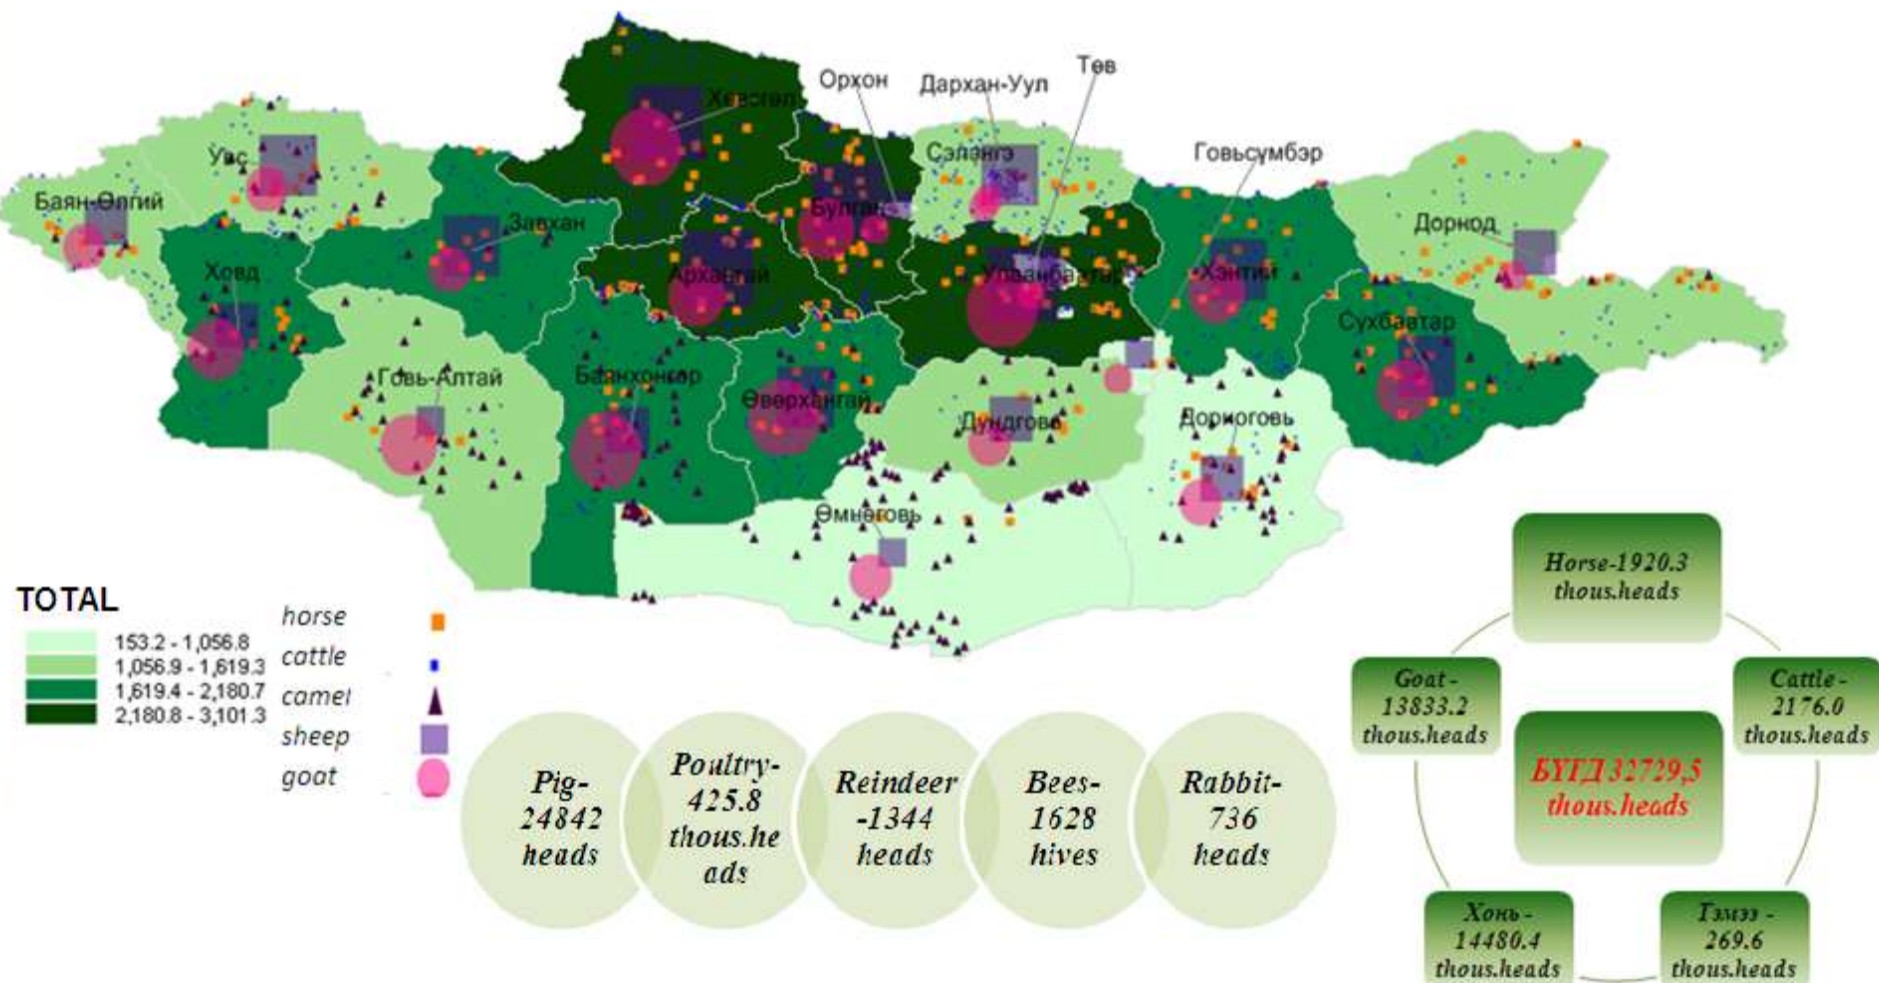 Орхон
Дархан-Уул
Төв
Хөвсгөл
Говьсүмбэр
Увс
Сэлэнгэ
Баян-Өлгий
Булган
Завхан
Дорнод
Ховд
Архангай
Улаанбаатар
Хэнтий
Сүхбаатар
Говь-Алтай
Баянхонгор
Өвөрхангай
Дундговь
Дорноговь
Өмнөговь
TOTAL
153.2 - 1,056.8
1,056.9 - 1,619.3
1,619.4 - 2,180.7
2,180.8 - 3,101.3
horse
cattle
camel
sheep
goat
Pig-
24842
heads
Poultry-
425.8
thous.he
ads
Reindeer
-1344
heads
Bees-
1628
hives
Rabbit-
736
heads
Horse-1920.3
thous.heads
Goat -
13833.2
thous.heads
Cattle -
2176.0
thous.heads
БҮГД 32729,5
thous.heads
Хонь -
14480.4
thous.heads
Тэмээ -
269.6
thous.heads